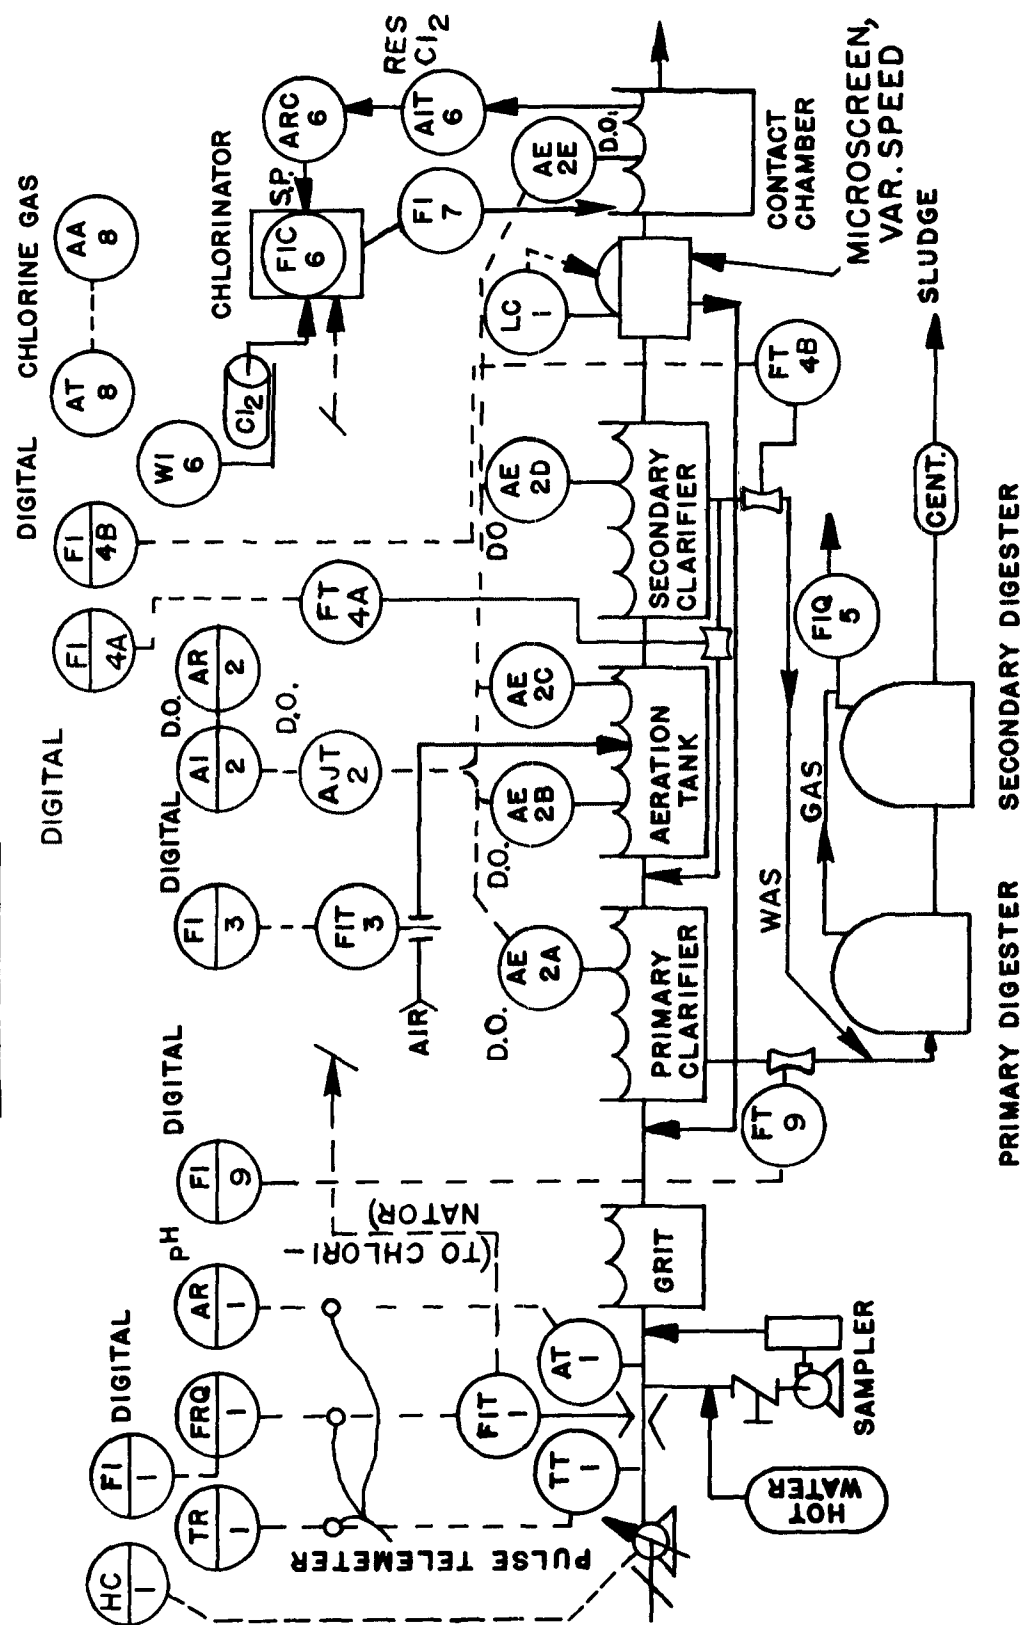 HC
1
FI
1
DIGITAL
TR
1
FRQ
1
AR
1
pH
FI
9
DIGITAL
PULSE TELEMETER
(TO CHLORI-
NATOR)
TT
1
FIT
1
AT
1
HOT
WATER
SAMPLER
GRIT
FT
9
FI
3
DIGITAL
FIT
3
AIR
AI
2
D.O.
AR
2
AJT
2
D.O.
DIGITAL
FI
4A
FI
4B
DIGITAL
FT
4A
D.O.
AE
2A
D.O.
AE
2B
AE
2C
DO
AE
2D
AE
2E
D.O.
PRIMARY
CLARIFIER
AERATION
TANK
SECONDARY
CLARIFIER
WI
6
Cl2
AT
8
AA
8
CHLORINE GAS
CHLORINATOR
FIC
6
S.P.
ARC
6
AIT
6
RES
Cl2
FI
7
LC
1
CONTACT
CHAMBER
MICROSCREEN,
VAR. SPEED
FT
4B
WAS
GAS
FIQ
5
CENT.
SLUDGE
PRIMARY DIGESTER
SECONDARY DIGESTER